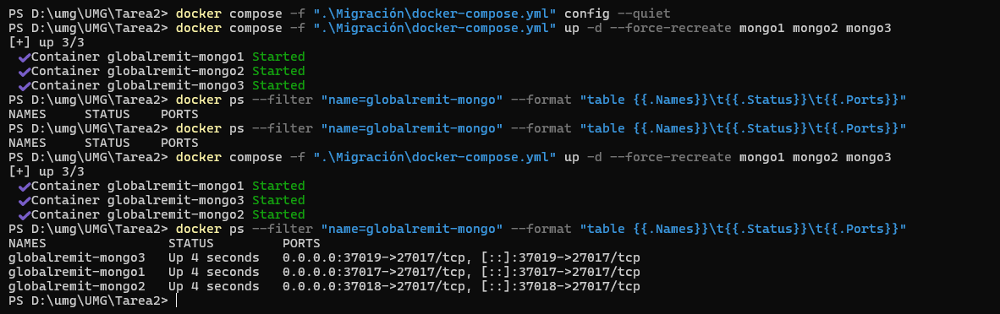 PS D:\umg\UMG\Tarea2> docker compose -f ".\Migración\docker-compose.yml" config --quiet
PS D:\umg\UMG\Tarea2> docker compose -f ".\Migración\docker-compose.yml" up -d --force-recreate mongo1 mongo2 mongo3
[+] up 3/3
✔Container globalremit-mongo1 Started
✔Container globalremit-mongo2 Started
✔Container globalremit-mongo3 Started
PS D:\umg\UMG\Tarea2> docker ps --filter "name=globalremit-mongo" --format "table {{.Names}}\t{{.Status}}\t{{.Ports}}"
NAMES     STATUS    PORTS
PS D:\umg\UMG\Tarea2> docker ps --filter "name=globalremit-mongo" --format "table {{.Names}}\t{{.Status}}\t{{.Ports}}"
NAMES     STATUS    PORTS
PS D:\umg\UMG\Tarea2> docker compose -f ".\Migración\docker-compose.yml" up -d --force-recreate mongo1 mongo2 mongo3
[+] up 3/3
✔Container globalremit-mongo1 Started
✔Container globalremit-mongo3 Started
✔Container globalremit-mongo2 Started
PS D:\umg\UMG\Tarea2> docker ps --filter "name=globalremit-mongo" --format "table {{.Names}}\t{{.Status}}\t{{.Ports}}"
NAMES                STATUS         PORTS
globalremit-mongo3   Up 4 seconds   0.0.0.0:37019->27017/tcp, [::]:37019->27017/tcp
globalremit-mongo1   Up 4 seconds   0.0.0.0:37017->27017/tcp, [::]:37017->27017/tcp
globalremit-mongo2   Up 4 seconds   0.0.0.0:37018->27017/tcp, [::]:37018->27017/tcp
PS D:\umg\UMG\Tarea2>